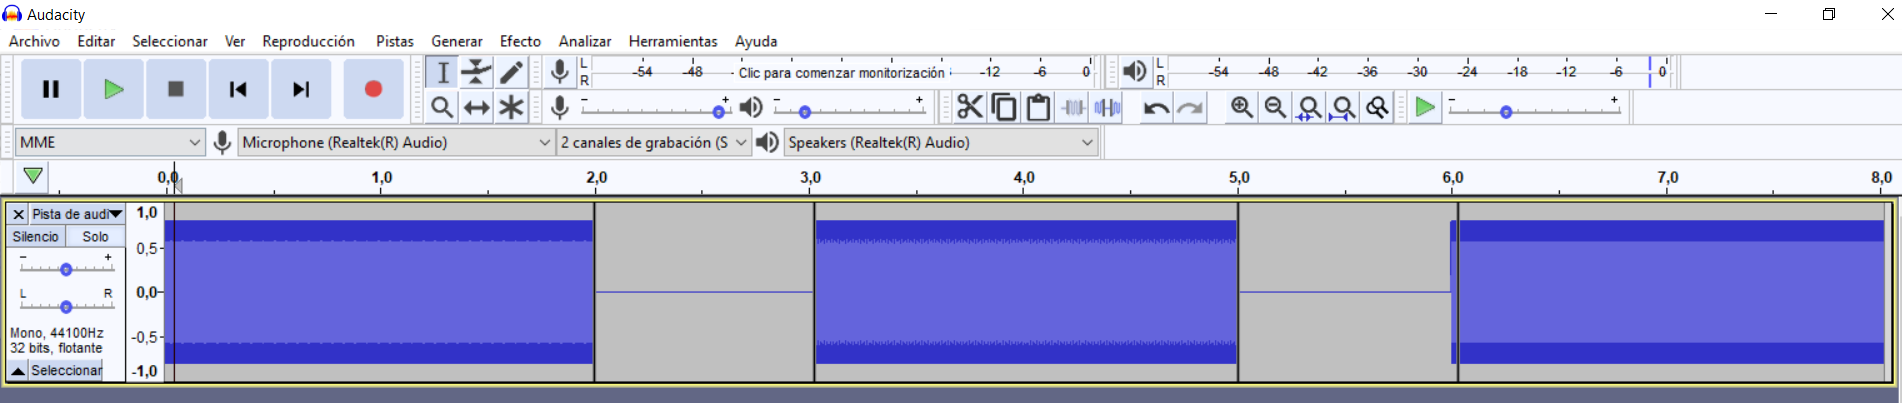 Audacity
Archivo Editar Seleccionar Ver Reproducción Pistas Generar Efecto Analizar Herramientas Ayuda
L
R
-54 -48 - Clic para comenzar monitorización -12 -6 0
L
R
-54 -48 -42 -36 -30 -24 -18 -12 -6 0
- + - + - +
MME Microphone (Realtek(R) Audio) 2 canales de grabación (S Speakers (Realtek(R) Audio)
0,0 1,0 2,0 3,0 4,0 5,0 6,0 7,0 8,0
Pista de audi
Silencio Solo
- +
L R
Mono, 44100Hz
32 bits, flotante
Seleccionar
1,0
0,5
0,0
-0,5
-1,0